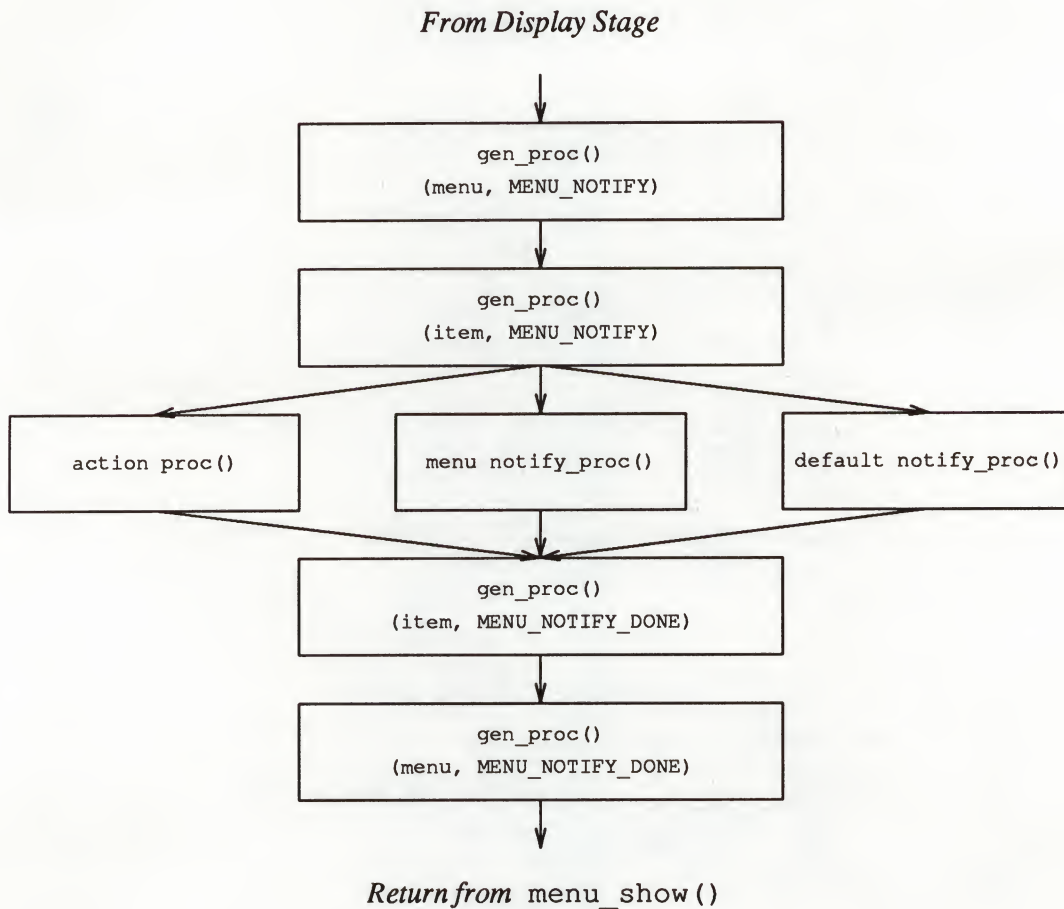 From Display Stage
gen_proc()
(menu, MENU_NOTIFY)
gen_proc()
(item, MENU_NOTIFY)
action proc()
menu notify_proc()
default notify_proc()
gen_proc()
(item, MENU_NOTIFY_DONE)
gen_proc()
(menu, MENU_NOTIFY_DONE)
Return from menu_show()